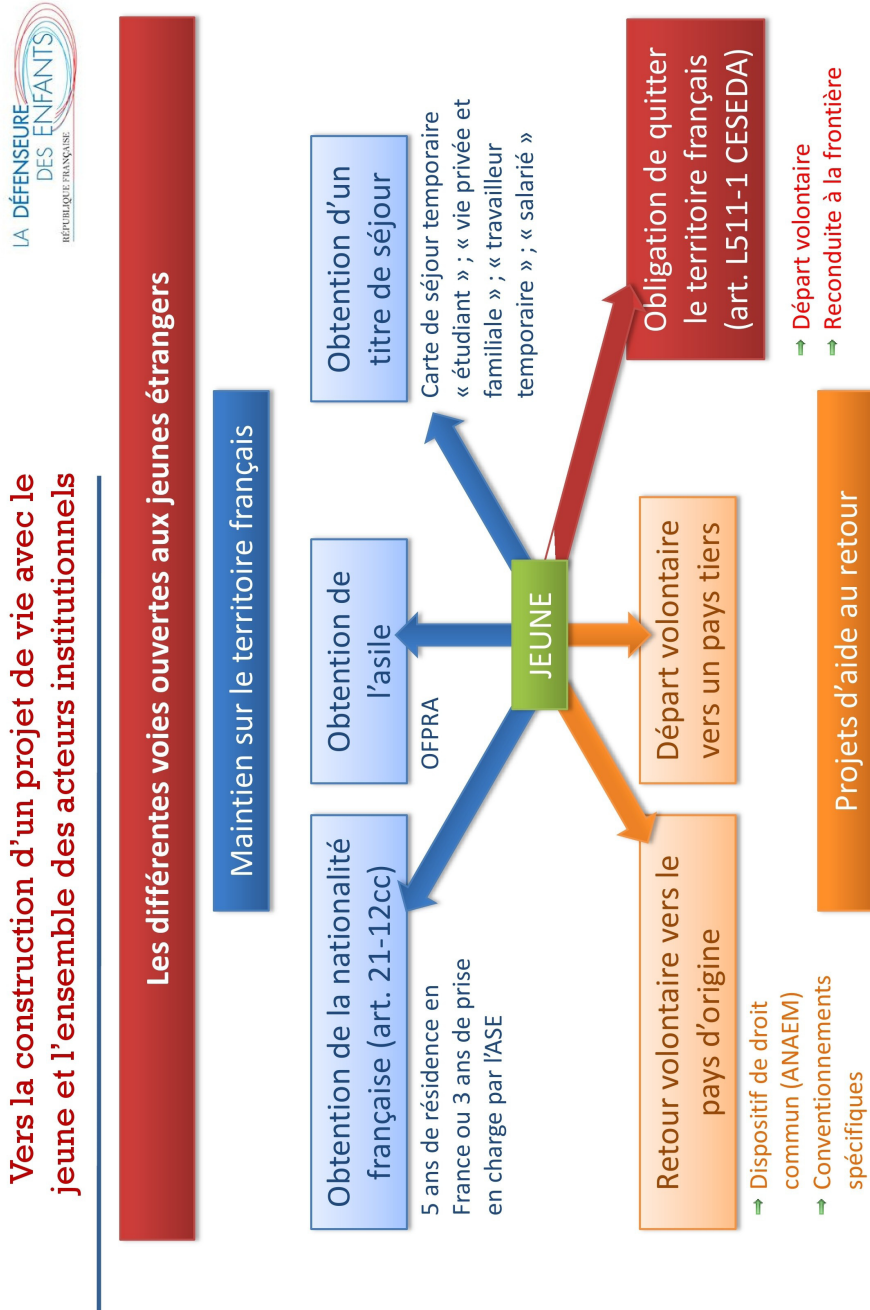 Vers la construction d'un projet de vie avec le
jeune et l'ensemble des acteurs institutionnels
LA DÉFENSEURE
DES ENFANTS
RÉPUBLIQUE FRANÇAISE
Les différentes voies ouvertes aux jeunes étrangers
Maintien sur le territoire français
Obtention de la nationalité
française (art. 21-12cc)
5 ans de résidence en
France ou 3 ans de prise
en charge par l'ASE
Obtention de
l'asile
OFPRA
Obtention d'un
titre de séjour
Carte de séjour temporaire
« étudiant » ; « vie privée et
familiale » ; « travailleur
temporaire » ; « salarié »
JEUNE
Retour volontaire vers le
pays d'origine
➡ Dispositif de droit
commun (ANAEM)
➡ Conventionnements
spécifiques
Départ volontaire
vers un pays tiers
Obligation de quitter
le territoire français
(art. L511-1 CESEDA)
➡ Départ volontaire
➡ Reconduite à la frontière
Projets d'aide au retour